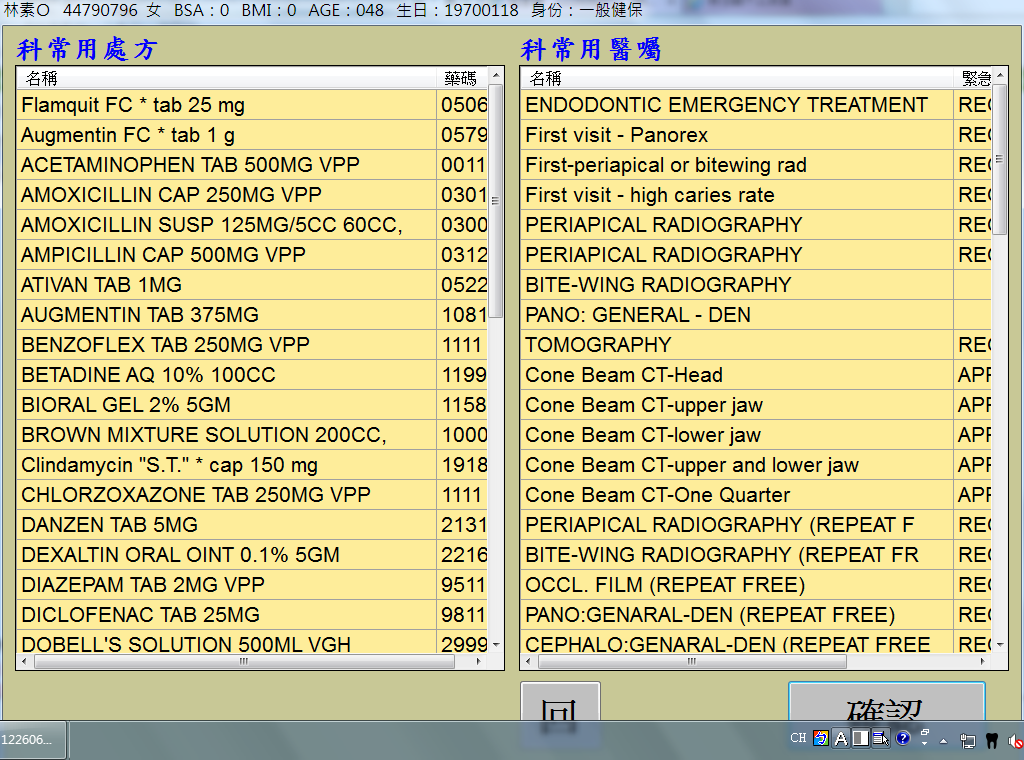 林素O 44790796 女 BSA：0 BMI：0 AGE：048 生日：19700118 身份：一般健保
科常用處方
名稱 藥碼
Flamquit FC * tab 25 mg 0506
Augmentin FC * tab 1 g 0579
ACETAMINOPHEN TAB 500MG VPP 0011
AMOXICILLIN CAP 250MG VPP 0301
AMOXICILLIN SUSP 125MG/5CC 60CC, 0300
AMPICILLIN CAP 500MG VPP 0312
ATIVAN TAB 1MG 0522
AUGMENTIN TAB 375MG 1081
BENZOFLEX TAB 250MG VPP 1111
BETADINE AQ 10% 100CC 1199
BIORAL GEL 2% 5GM 1158
BROWN MIXTURE SOLUTION 200CC, 1000
Clindamycin "S.T." * cap 150 mg 1918
CHLORZOXAZONE TAB 250MG VPP 1111
DANZEN TAB 5MG 2131
DEXALTIN ORAL OINT 0.1% 5GM 2216
DIAZEPAM TAB 2MG VPP 9511
DICLOFENAC TAB 25MG 9811
DOBELL'S SOLUTION 500ML VGH 2999
科常用醫囑
名稱 緊急
ENDODONTIC EMERGENCY TREATMENT REC
First visit - Panorex REC
First-periapical or bitewing rad REC
First visit - high caries rate REC
PERIAPICAL RADIOGRAPHY REC
PERIAPICAL RADIOGRAPHY REC
BITE-WING RADIOGRAPHY
PANO: GENERAL - DEN
TOMOGRAPHY REC
Cone Beam CT-Head APF
Cone Beam CT-upper jaw APF
Cone Beam CT-lower jaw APF
Cone Beam CT-upper and lower jaw APF
Cone Beam CT-One Quarter APF
PERIAPICAL RADIOGRAPHY (REPEAT F REC
BITE-WING RADIOGRAPHY (REPEAT FR REC
OCCL. FILM (REPEAT FREE) REC
PANO:GENARAL-DEN (REPEAT FREE) REC
CEPHALO:GENARAL-DEN (REPEAT FREE REC
回 確認
122606... CH A